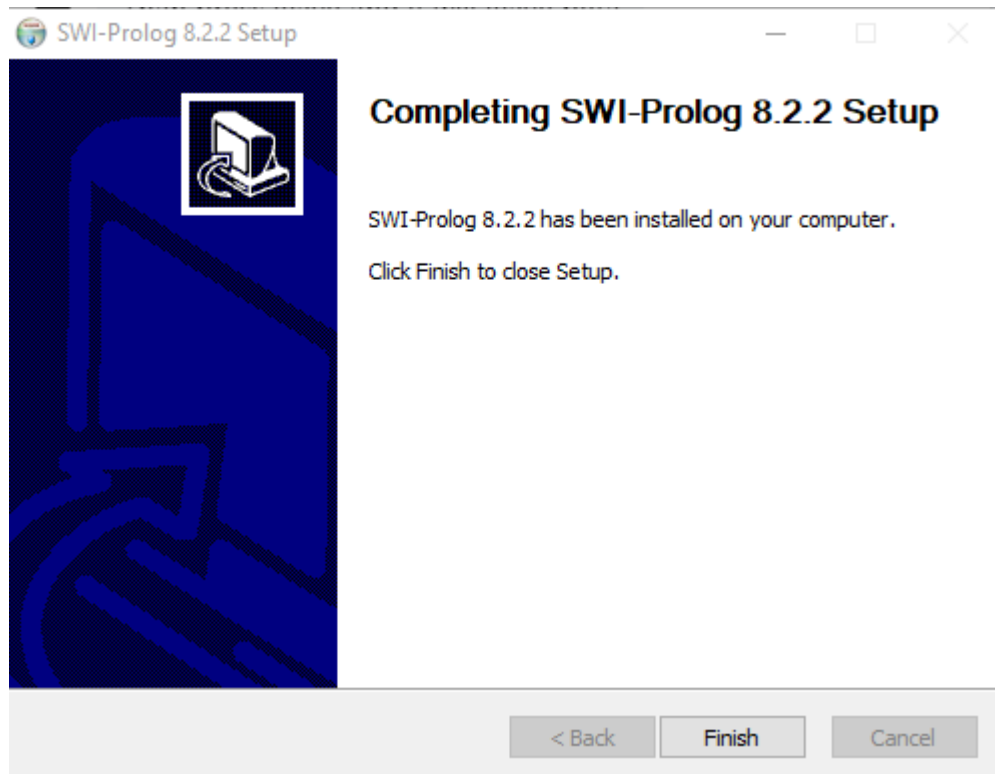 SWI-Prolog 8.2.2 Setup
Completing SWI-Prolog 8.2.2 Setup
SWI-Prolog 8.2.2 has been installed on your computer.
Click Finish to close Setup.
< Back
Finish
Cancel